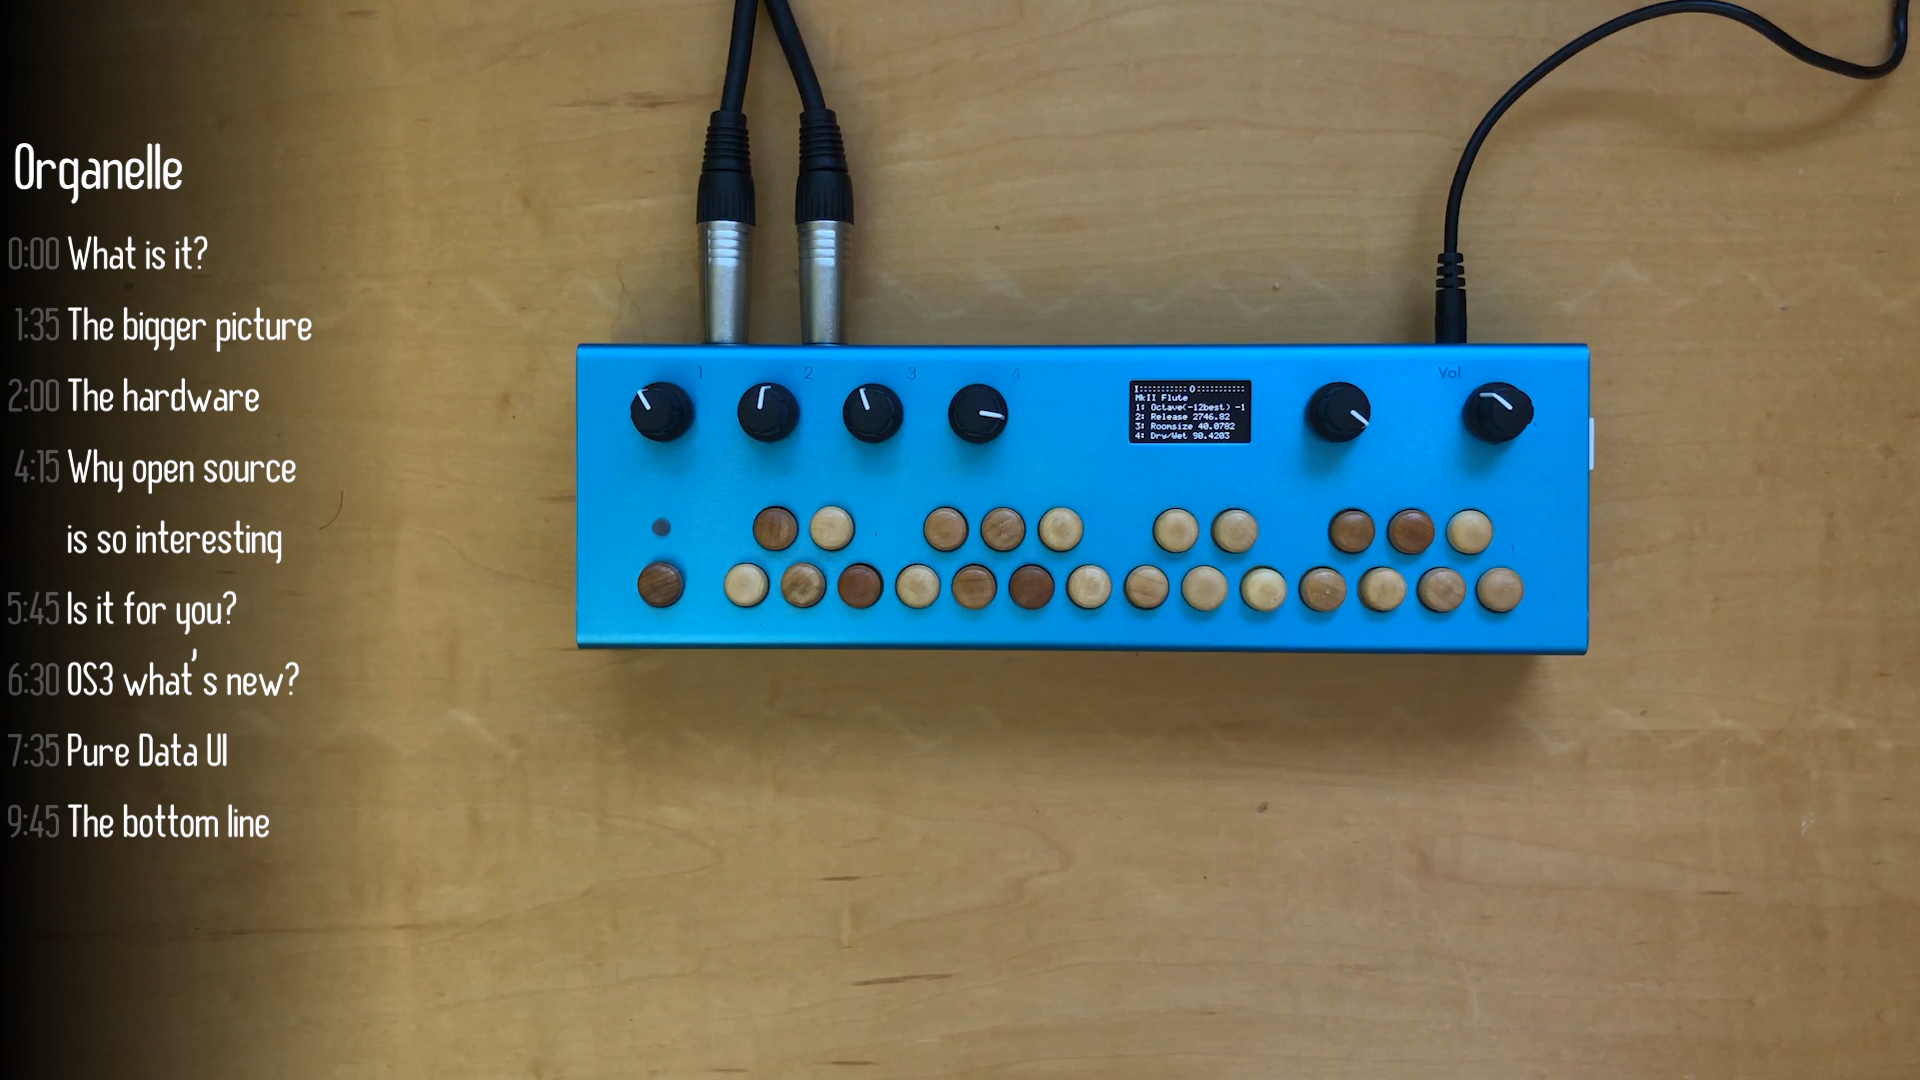 Organelle
0:00 What is it?
1:35 The bigger picture
2:00 The hardware
4:15 Why open source
is so interesting
5:45 Is it for you?
6:30 OS3 what's new?
7:35 Pure Data UI
9:45 The bottom line
1
2
3
4
Vol
MkII Flute
1: Octave(-12best) -1
2: Release 2746.82
3: Roomsize 40.0782
4: Dry/Wet 90.4203